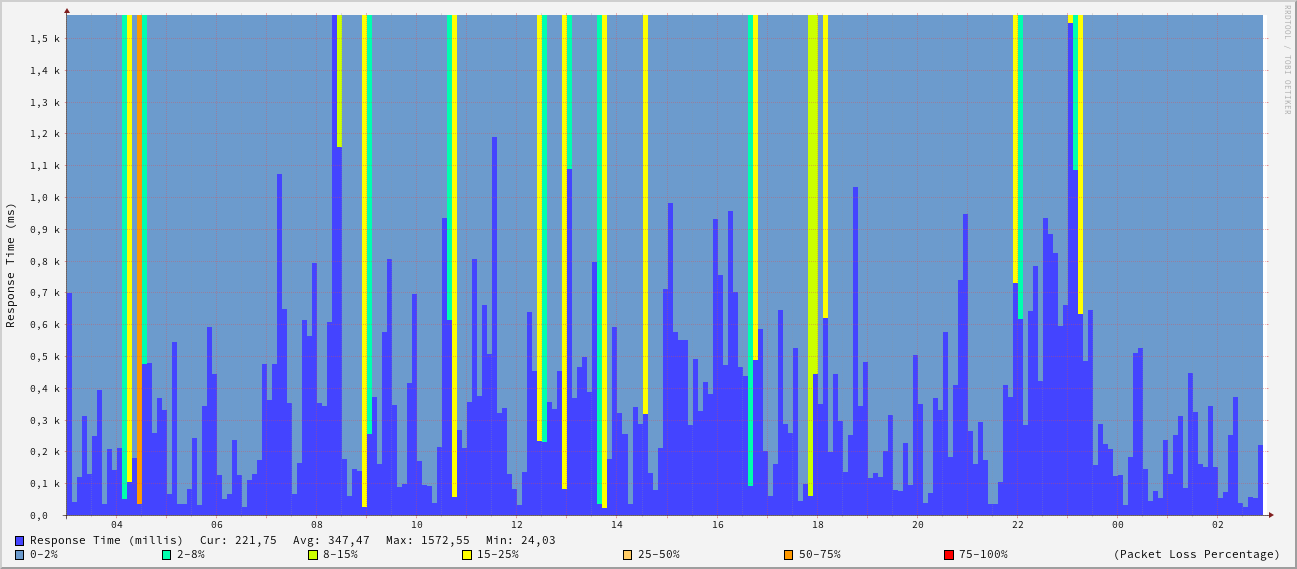 RRDTOOL / TOBI OETIKER
Response Time (ms)
1,5 k
1,4 k
1,3 k
1,2 k
1,1 k
1,0 k
0,9 k
0,8 k
0,7 k
0,6 k
0,5 k
0,4 k
0,3 k
0,2 k
0,1 k
0,0
04 06 08 10 12 14 16 18 20 22 00 02
Response Time (millis) Cur: 221,75 Avg: 347,47 Max: 1572,55 Min: 24,03
0-2% 2-8% 8-15% 15-25% 25-50% 50-75% 75-100% (Packet Loss Percentage)